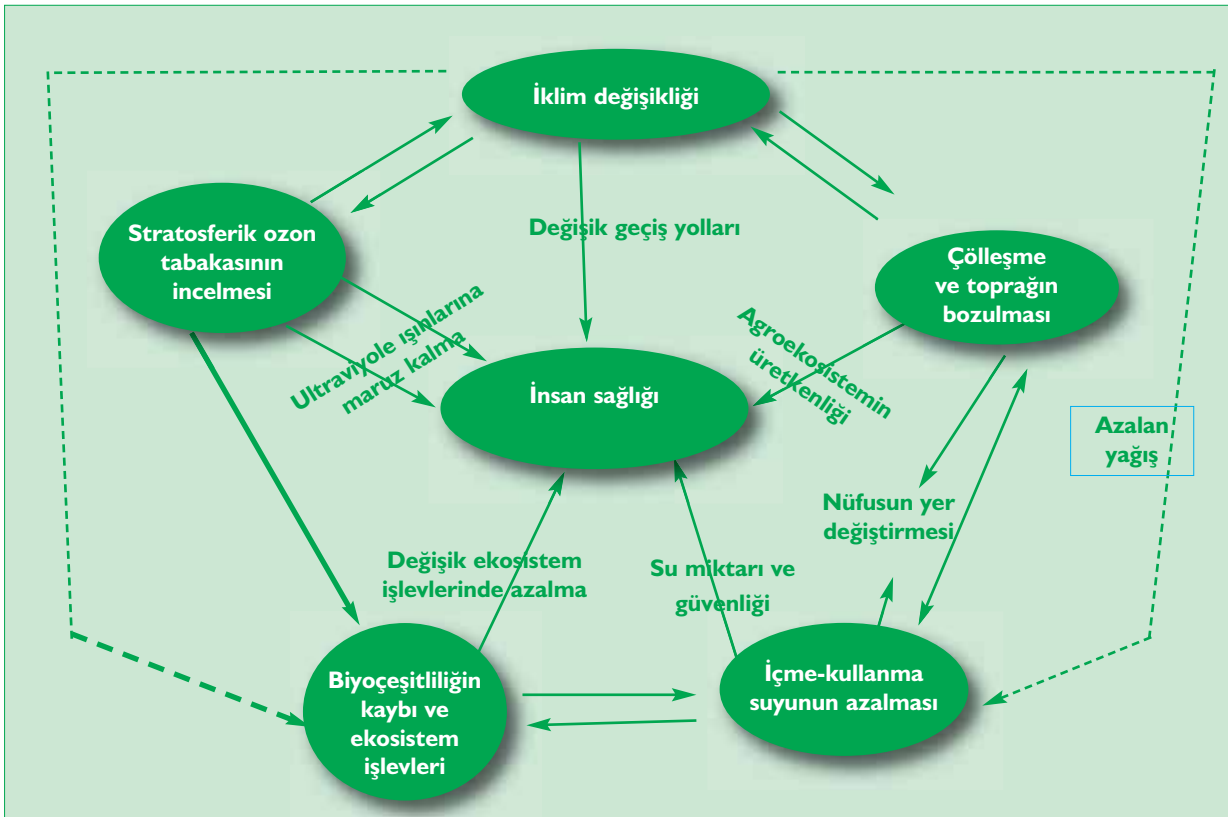 İklim değişikliği
Stratosferik ozon
tabakasının
incelmesi
Değişik geçiş yolları
Çölleşme
ve toprağın
bozulması
Ultraviyole ışınlarına
maruz kalma
İnsan sağlığı
Agroekosistemin
üretkenliği
Azalan
yağış
Nüfusun yer
değiştirmesi
Değişik ekosistem
işlevlerinde azalma
Su miktarı ve
güvenliği
Biyoçeşitliliğin
kaybı ve
ekosistem
işlevleri
İçme-kullanma
suyunun azalması